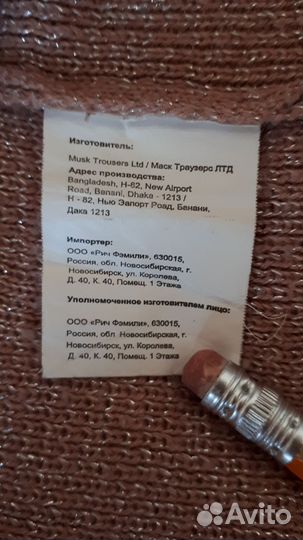 Изготовитель:
Musk Trousers Ltd / Маск Траузерс ЛТД
Адрес производства:
Bangladesh, H-62, New Airport
Road, Banani, Dhaka - 1213 /
Н - 82, Нью Эапорт Роад, Бенани,
Дака 1213
Импортер:
ООО «Рич Фэмили», 630015,
Россия, обл. Новосибирская, г.
Новосибирск, ул. Королева,
Д. 40, К. 40, Помещ. 1 Этажа
Уполномоченное изготовителем лицо:
ООО «Рич Фэмили», 630015,
Россия, обл. Новосибирская, г.
Новосибирск, ул. Королева,
Д. 40, К. 40, Помещ. 1 Этажа
Avito